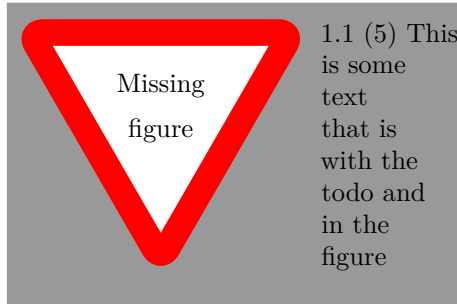 Missing
figure
1.1 (5) This
is some
text
that is
with the
todo and
in the
figure